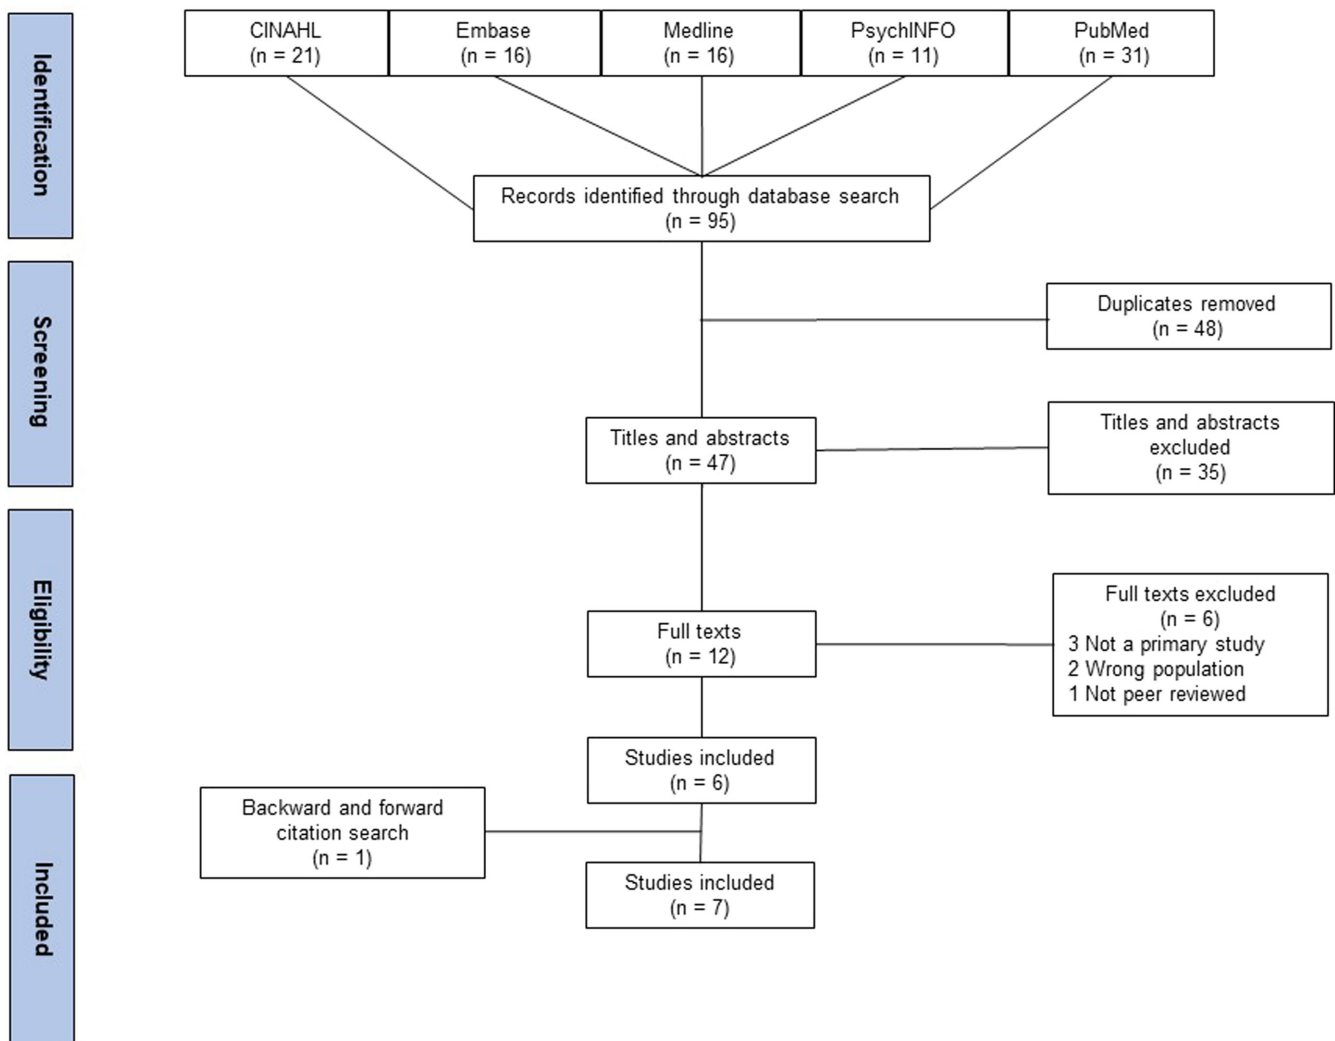 Identification
CINAHL
(n = 21)
Embase
(n = 16)
Medline
(n = 16)
PsychINFO
(n = 11)
PubMed
(n = 31)
Records identified through database search
(n = 95)
Screening
Duplicates removed
(n = 48)
Titles and abstracts
(n = 47)
Titles and abstracts
excluded
(n = 35)
Eligibility
Full texts
(n = 12)
Full texts excluded
(n = 6)
3 Not a primary study
2 Wrong population
1 Not peer reviewed
Studies included
(n = 6)
Included
Backward and forward
citation search
(n = 1)
Studies included
(n = 7)